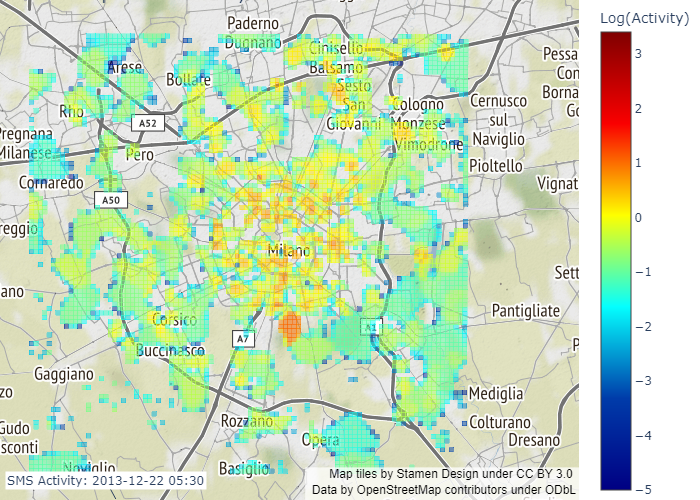 Log(Activity)
3
2
1
0
−1
−2
−3
−4
−5
Paderno
Dugnano
Cinisello
Balsamo
Arese
Bollate
Sesto
San
Giovanni
Cologno
Monzese
Vimodrone
Cernusco
sul
Naviglio
Pessa
Con
Borna
Go
Rho
A52
Pregnana
Milanese
Pero
Cornaredo
Pioltello
Vignat
A50
reggio
Milano
Sett
ano
Pantigliate
Corsico
A7
A1
Buccinasco
P
Gaggiano
zo
Mediglia
Rozzano
Colturano
Gudo
sconti
Opera
Dresano
Noviglio
Basiglio
SMS Activity: 2013-12-22 05:30
Map tiles by Stamen Design under CC BY 3.0
Data by OpenStreetMap contributors under ODbL